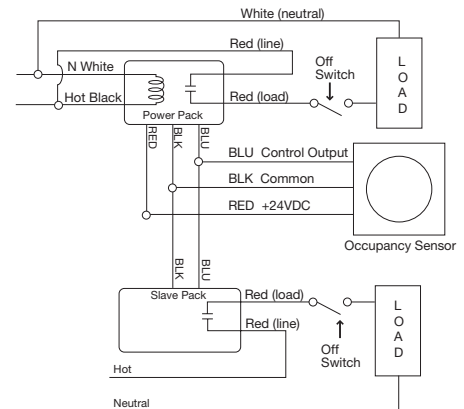 White (neutral)
Red (line)
Off
Switch
L
O
A
D
N White
Hot Black
Red (load)
Power Pack
RED
BLK
BLU
BLU Control Output
BLK Common
RED +24VDC
Occupancy Sensor
BLK
BLU
Slave Pack
Red (load)
Red (line)
Off
Switch
L
O
A
D
Hot
Neutral